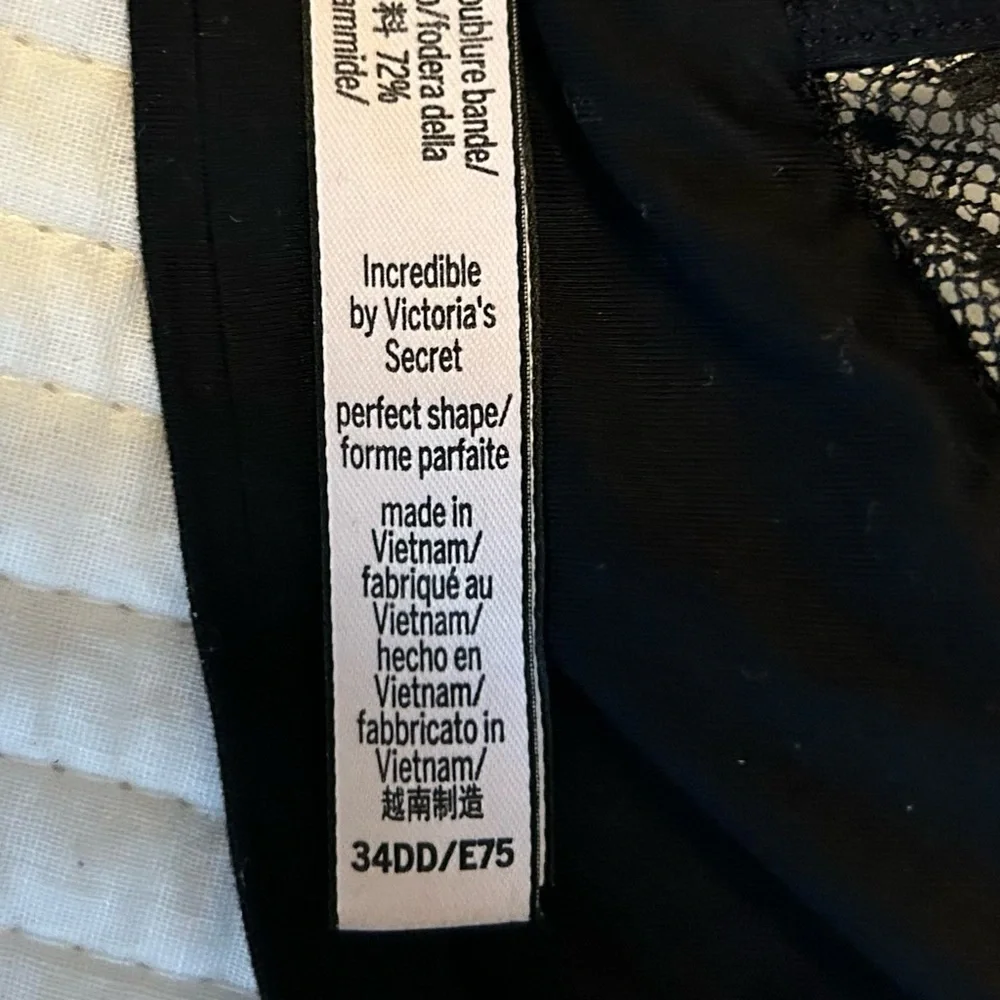 doublure bande/
o/fodera della
料 72%
ammide/
Incredible
by Victoria's
Secret
perfect shape/
forme parfaite
made in
Vietnam/
fabriqué au
Vietnam/
hecho en
Vietnam/
fabbricato in
Vietnam/
越南制造
34DD/E75